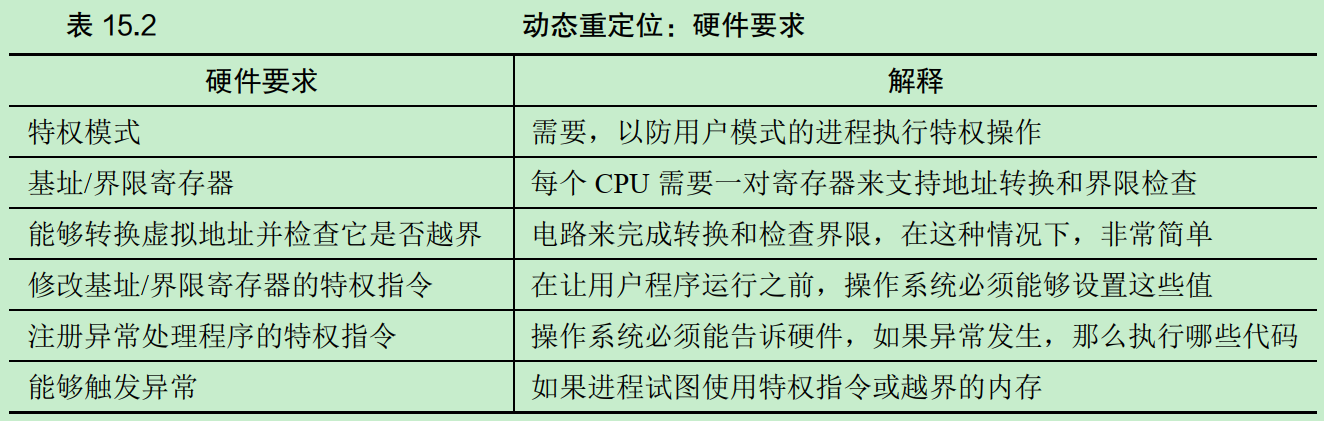 表 15.2 动态重定位：硬件要求
硬件要求 解释
特权模式 需要，以防用户模式的进程执行特权操作
基址/界限寄存器 每个 CPU 需要一对寄存器来支持地址转换和界限检查
能够转换虚拟地址并检查它是否越界 电路来完成转换和检查界限，在这种情况下，非常简单
修改基址/界限寄存器的特权指令 在让用户程序运行之前，操作系统必须能够设置这些值
注册异常处理程序的特权指令 操作系统必须能告诉硬件，如果异常发生，那么执行哪些代码
能够触发异常 如果进程试图使用特权指令或越界的内存